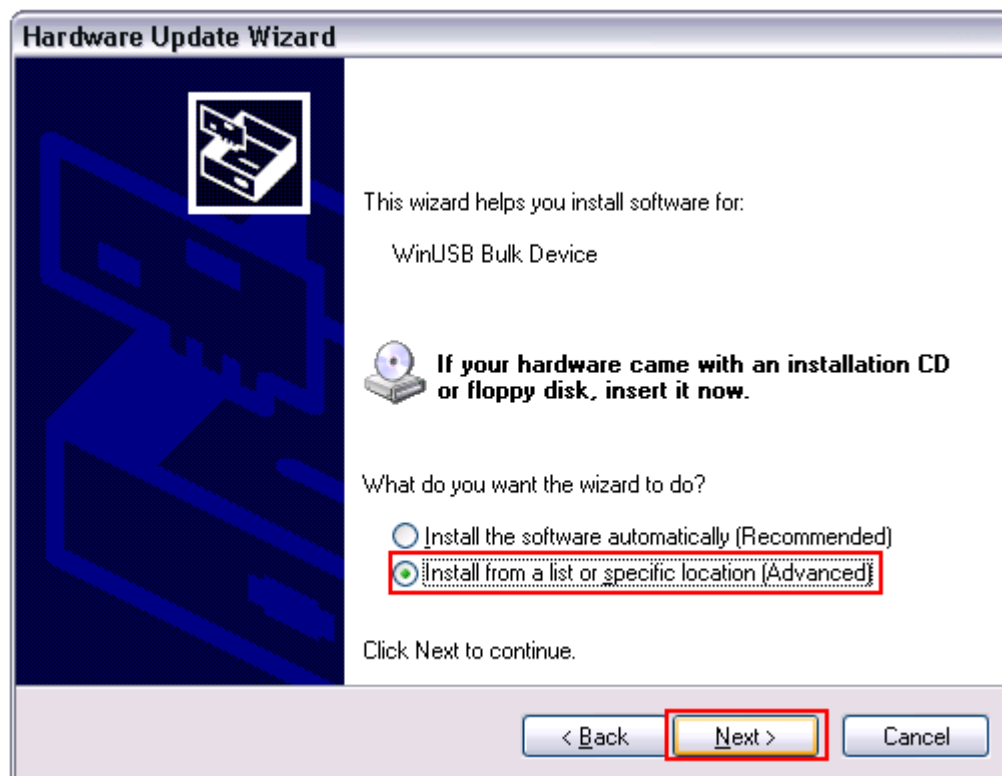 Hardware Update Wizard
This wizard helps you install software for:
WinUSB Bulk Device
If your hardware came with an installation CD
or floppy disk, insert it now.
What do you want the wizard to do?
Install the software automatically (Recommended)
Install from a list or specific location (Advanced)
Click Next to continue.
< Back
Next >
Cancel